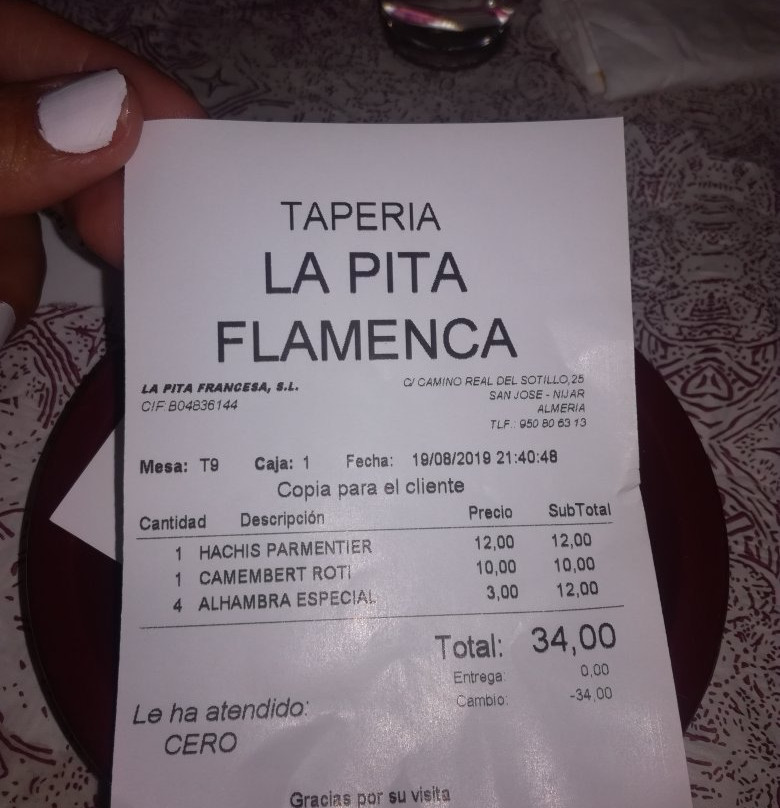 TAPERIA
LA PITA
FLAMENCA
LA PITA FRANCESA, S.L.
CIF: B04836144
C/ CAMINO REAL DEL SOTILLO,25
SAN JOSE - NIJAR
ALMERIA
TLF.: 950 80 63 13
Mesa: T9 Caja: 1 Fecha: 19/08/2019 21:40:48
Copia para el cliente
Cantidad Descripción Precio SubTotal
1 HACHIS PARMENTIER 12,00 12,00
1 CAMEMBERT ROTI 10,00 10,00
4 ALHAMBRA ESPECIAL 3,00 12,00
Total: 34,00
Entrega: 0,00
Cambio: -34,00
Le ha atendido:
CERO
Gracias por su visita